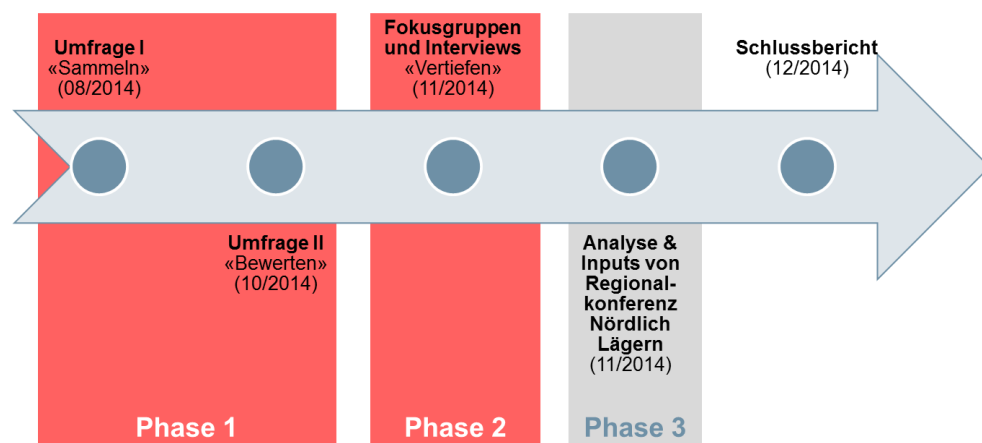 Umfrage I
«Sammeln»
(08/2014)
Fokusgruppen
und Interviews
«Vertiefen»
(11/2014)
Schlussbericht
(12/2014)
Umfrage II
«Bewerten»
(10/2014)
Analyse &
Inputs von
Regional-
konferenz
Nördlich
Lägern
(11/2014)
Phase 1
Phase 2
Phase 3